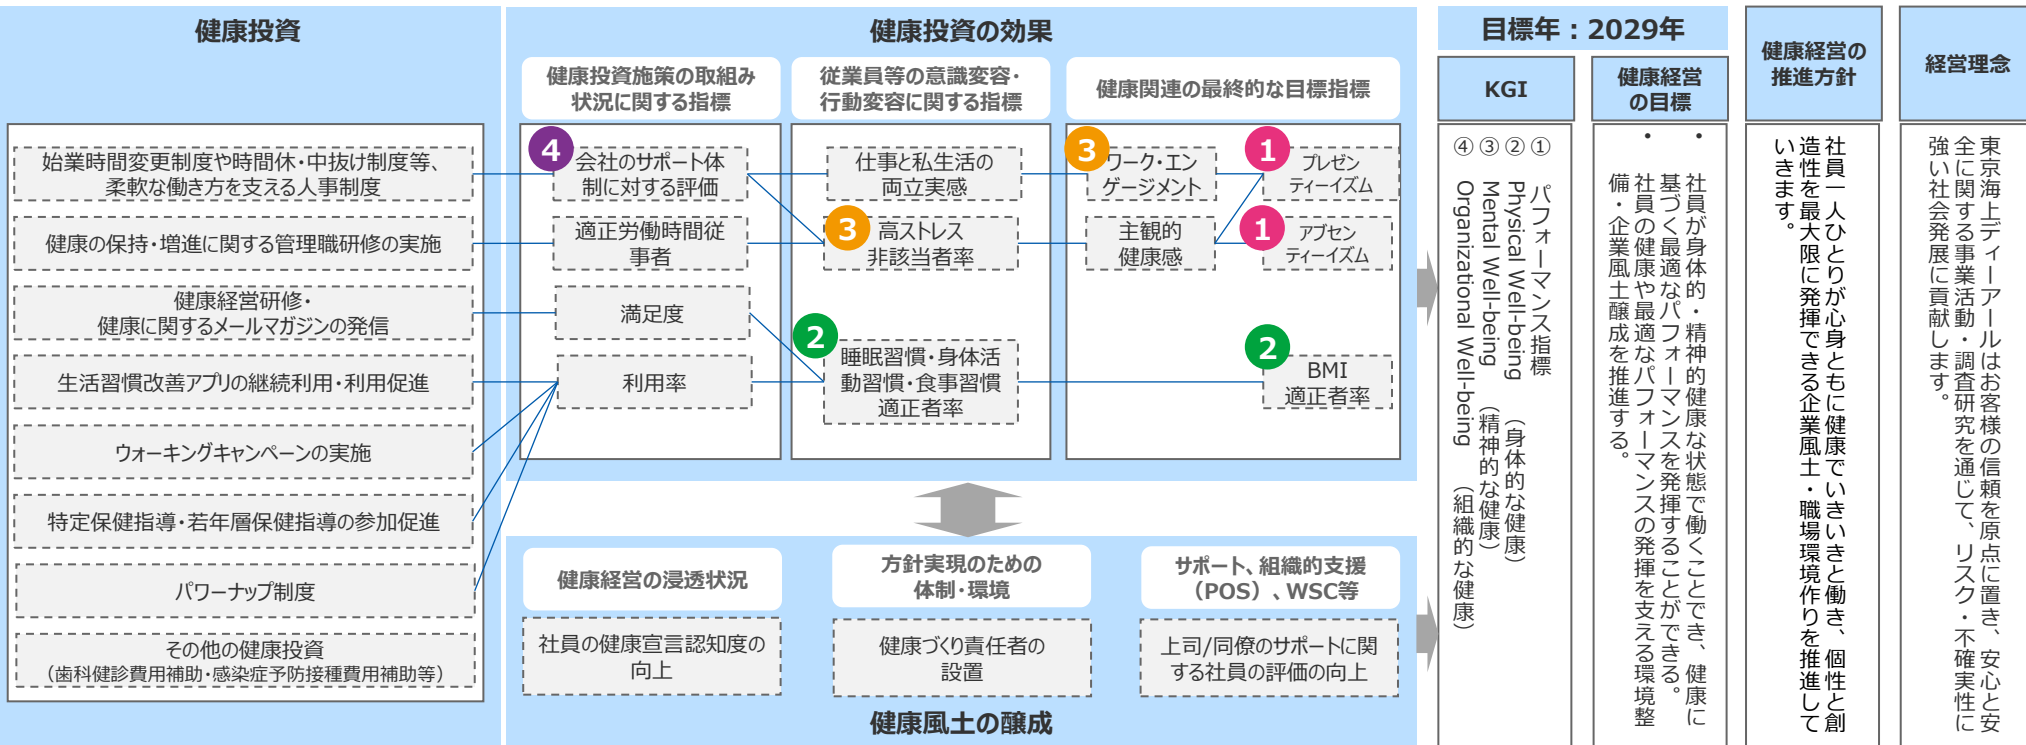 健康投資
始業時間変更制度や時間休・中抜け制度等、
柔軟な働き方を支える人事制度
健康の保持・増進に関する管理職研修の実施
健康経営研修・
健康に関するメールマガジンの発信
生活習慣改善アプリの継続利用・利用促進
ウォーキングキャンペーンの実施
特定保健指導・若年層保健指導の参加促進
パワーナップ制度
その他の健康投資
（歯科健診費用補助・感染症予防接種費用補助等）
健康投資の効果
健康投資施策の取組み
状況に関する指標
4
会社のサポート体
制に対する評価
適正労働時間従
事者
満足度
利用率
従業員等の意識変容・
行動変容に関する指標
仕事と私生活の
両立実感
3
高ストレス
非該当者率
2
睡眠習慣・身体活
動習慣・食事習慣
適正者率
健康関連の最終的な目標指標
3
ワーク・エン
ゲージメント
主観的
健康感
1
プレゼン
ティーイズム
1
アブセン
ティーイズム
2
BMI
適正者率
健康経営の浸透状況
社員の健康宣言認知度の
向上
方針実現のための
体制・環境
健康づくり責任者の
設置
サポート、組織的支援
（POS）、WSC等
上司/同僚のサポートに関
する社員の評価の向上
健康風土の醸成
目標年：2029年
KGI
① パフォーマンス指標
② Physical Well-being （身体的な健康）
③ Mental Well-being （精神的な健康）
④ Organizational Well-being （組織的な健康）
健康経営
の目標
・ 社員が身体的・精神的健康な状態で働くことでき、健康に
基づく最適なパフォーマンスを発揮することができる。
・ 社員の健康や最適なパフォーマンスの発揮を支える環境整
備・企業風土醸成を推進する。
健康経営の
推進方針
社員一人ひとりが心身ともに健康でいきいきと働き、個性と創
造性を最大限に発揮できる企業風土・職場環境作りを推進して
いきます。
経営理念
東京海上ディーアールはお客様の信頼を原点に置き、安心と安
全に関する事業活動・調査研究を通じて、リスク・不確実性に
強い社会発展に貢献します。